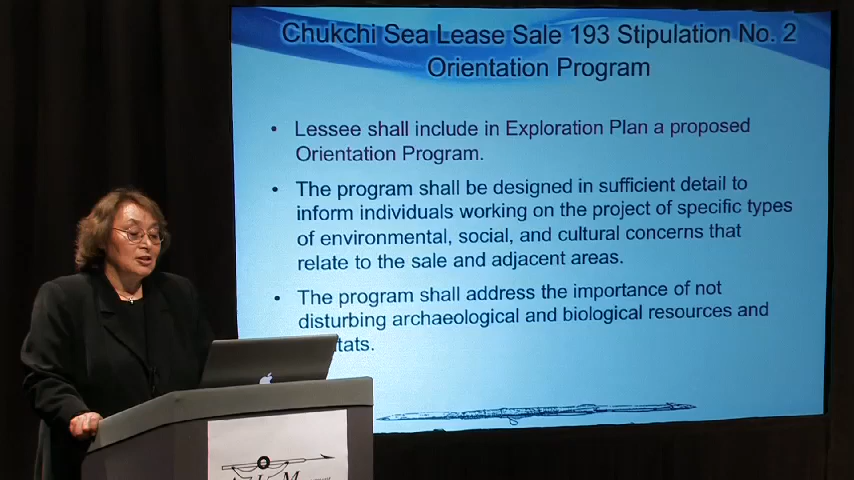 Chukchi Sea Lease Sale 193 Stipulation No. 2
Orientation Program
• Lessee shall include in Exploration Plan a proposed
Orientation Program.
• The program shall be designed in sufficient detail to
inform individuals working on the project of specific types
of environmental, social, and cultural concerns that
relate to the sale and adjacent areas.
• The program shall address the importance of not
disturbing archaeological and biological resources and
tats.